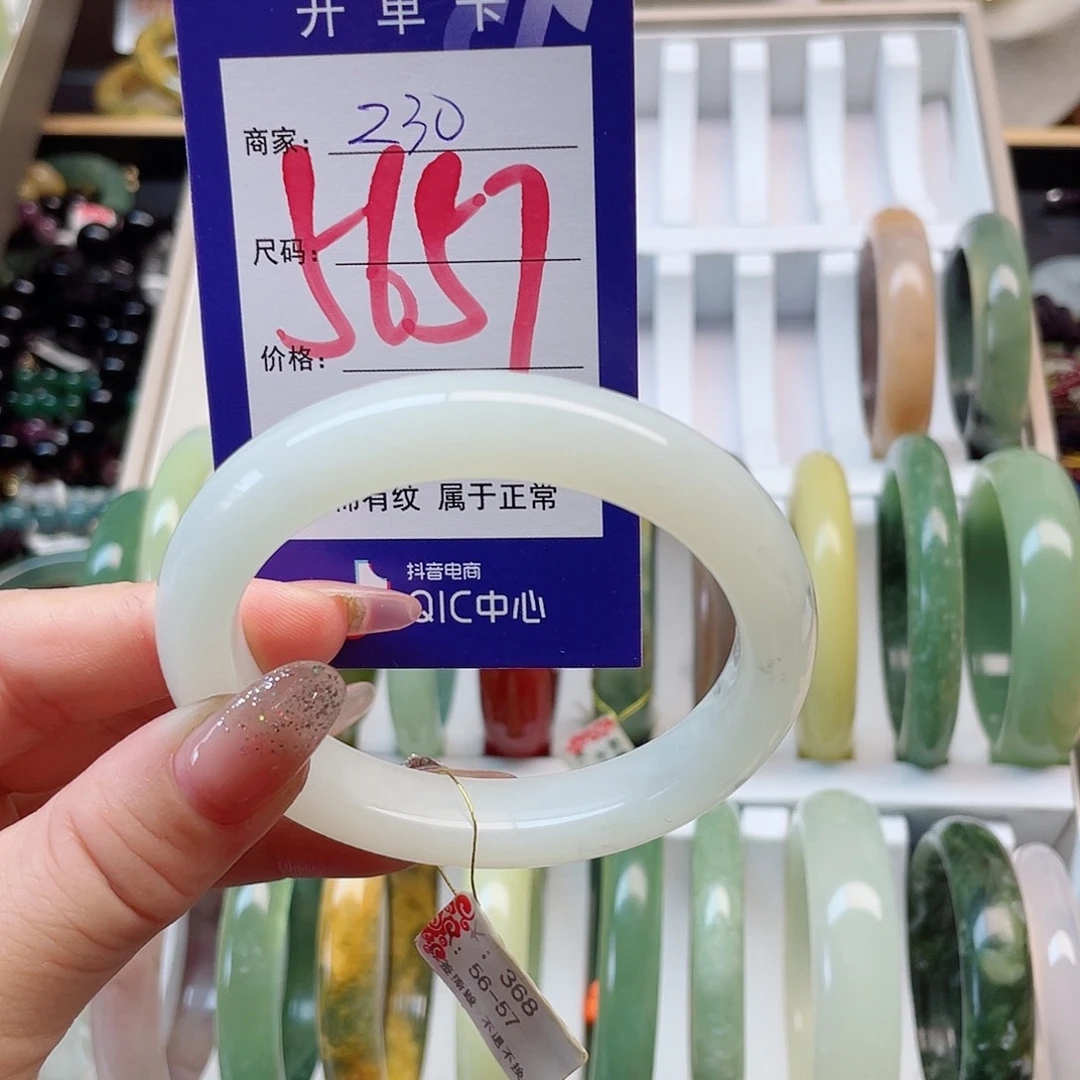 开单卡
商家: 230
尺码: 5657
价格:
有纹 属于正常
抖音电商
QIC中心
368
56-57
不退不换